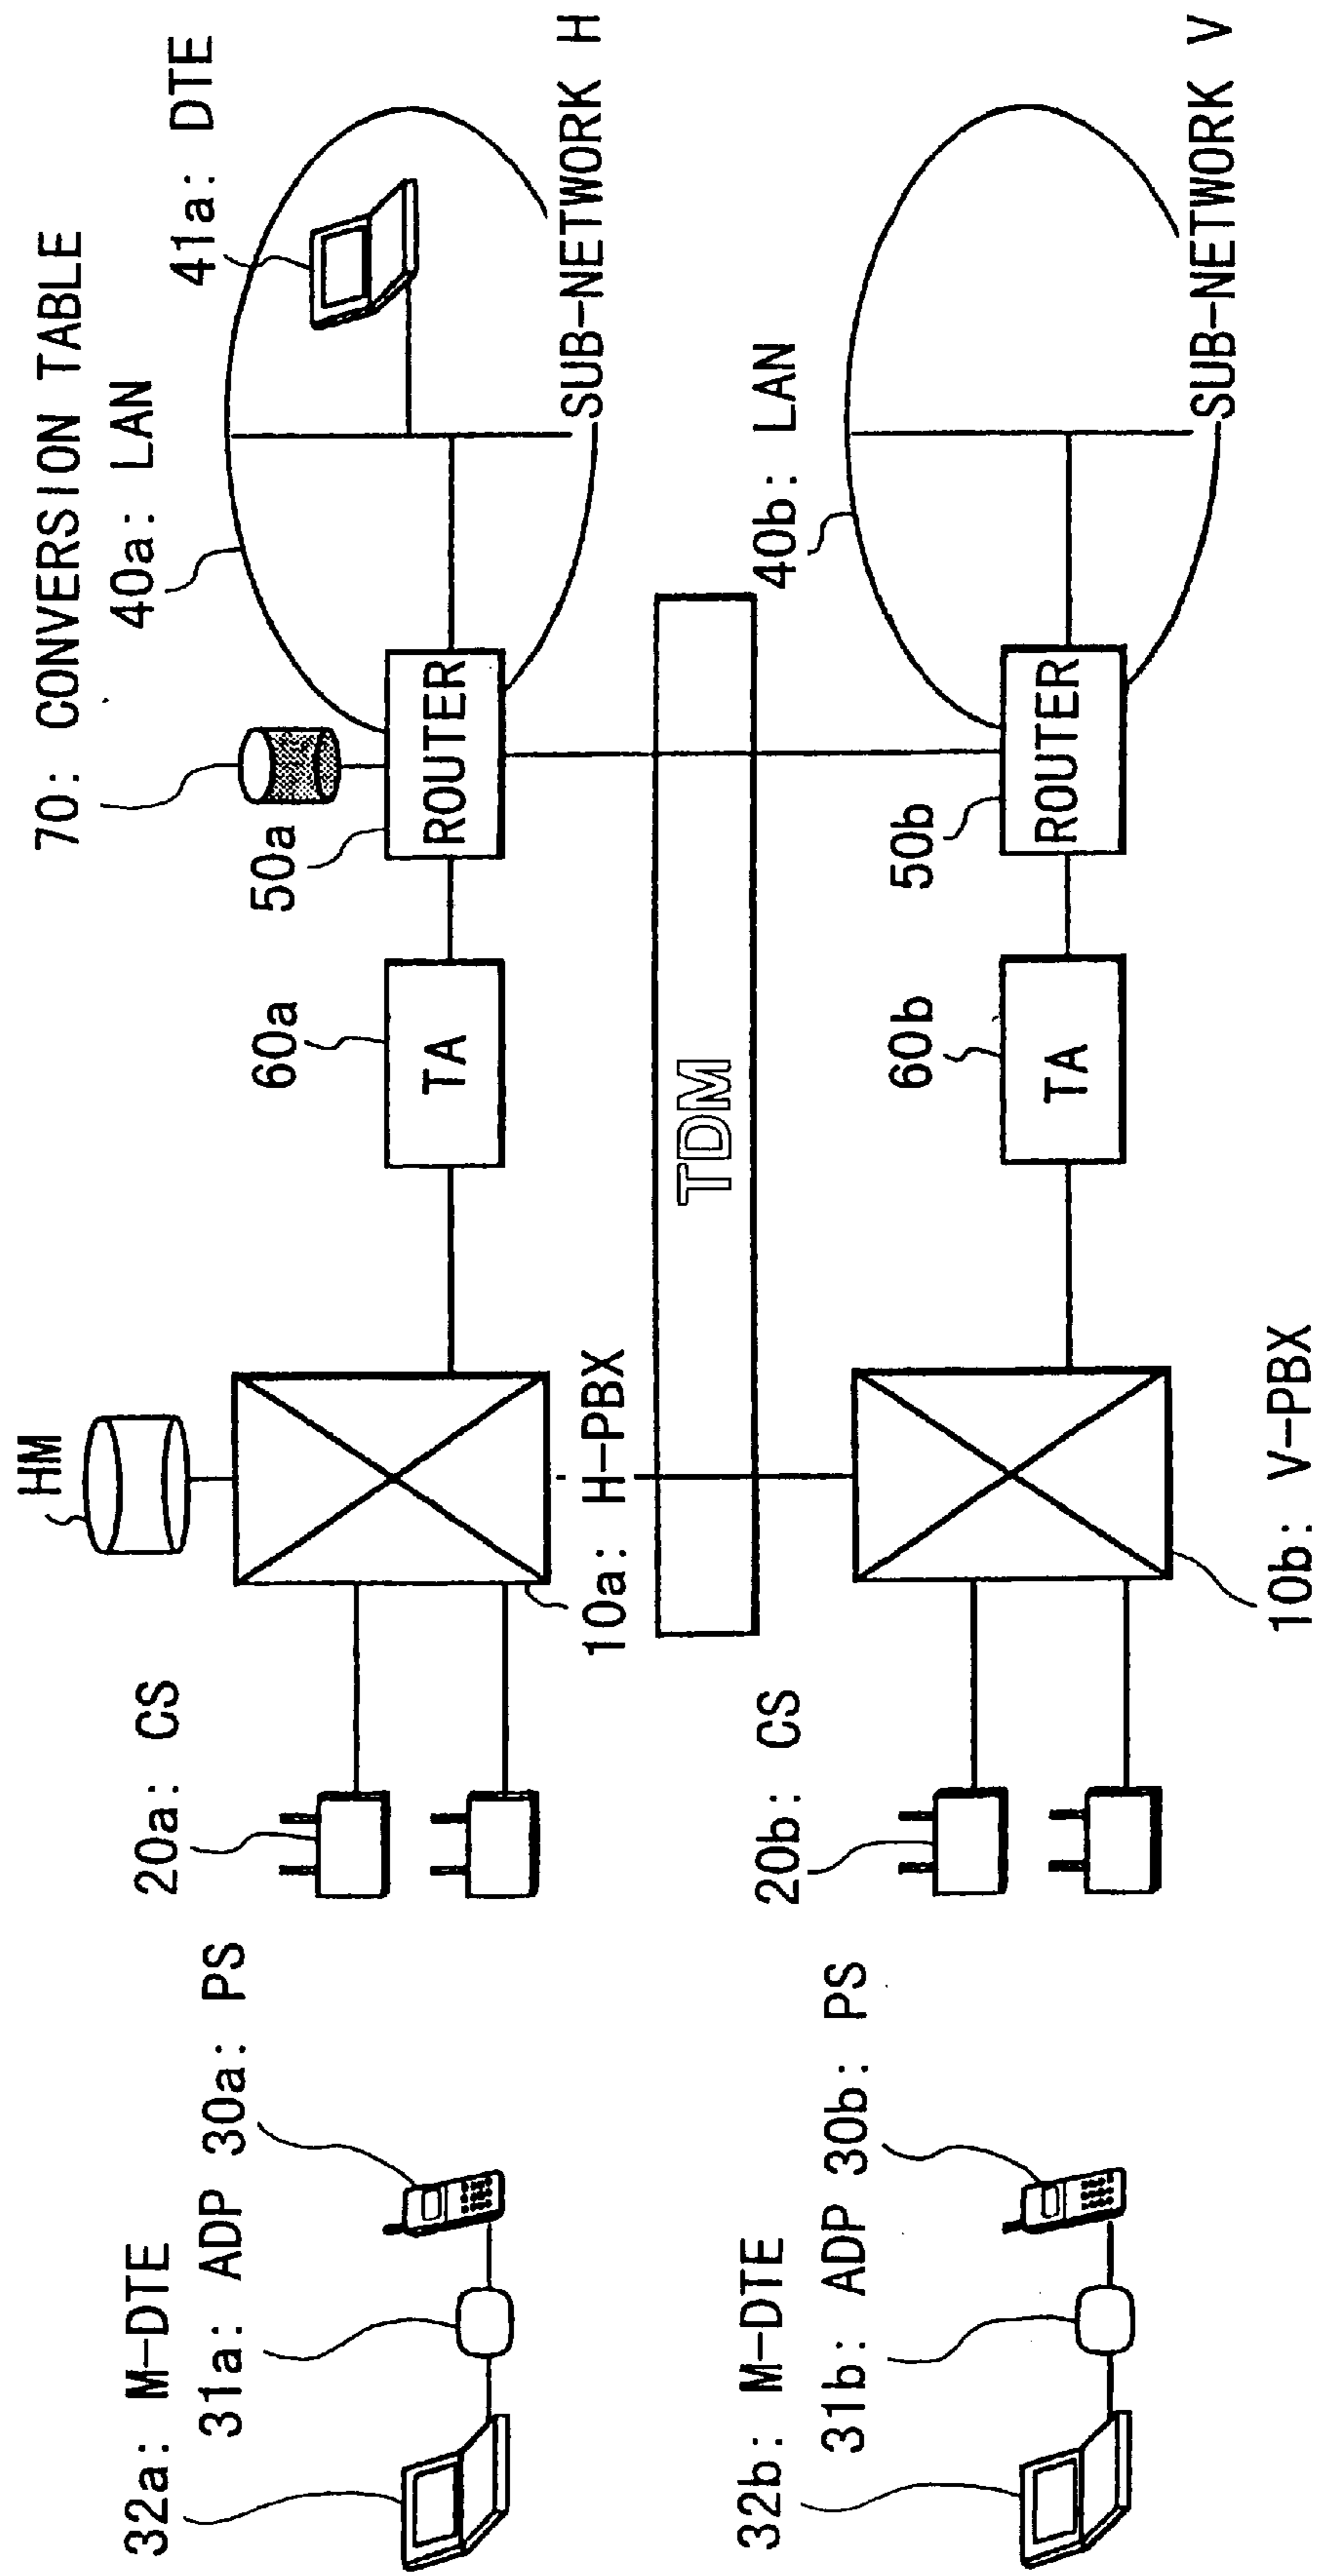 70: CONVERSION TABLE
40a: LAN
41a: DTE
HM
20a: CS
32a: M-DTE
31a: ADP
30a: PS
60a
50a
TA
ROUTER
SUB-NETWORK H
10a: H-PBX
TDM
40b: LAN
20b: CS
32b: M-DTE
31b: ADP
30b: PS
60b
50b
TA
ROUTER
SUB-NETWORK V
10b: V-PBX